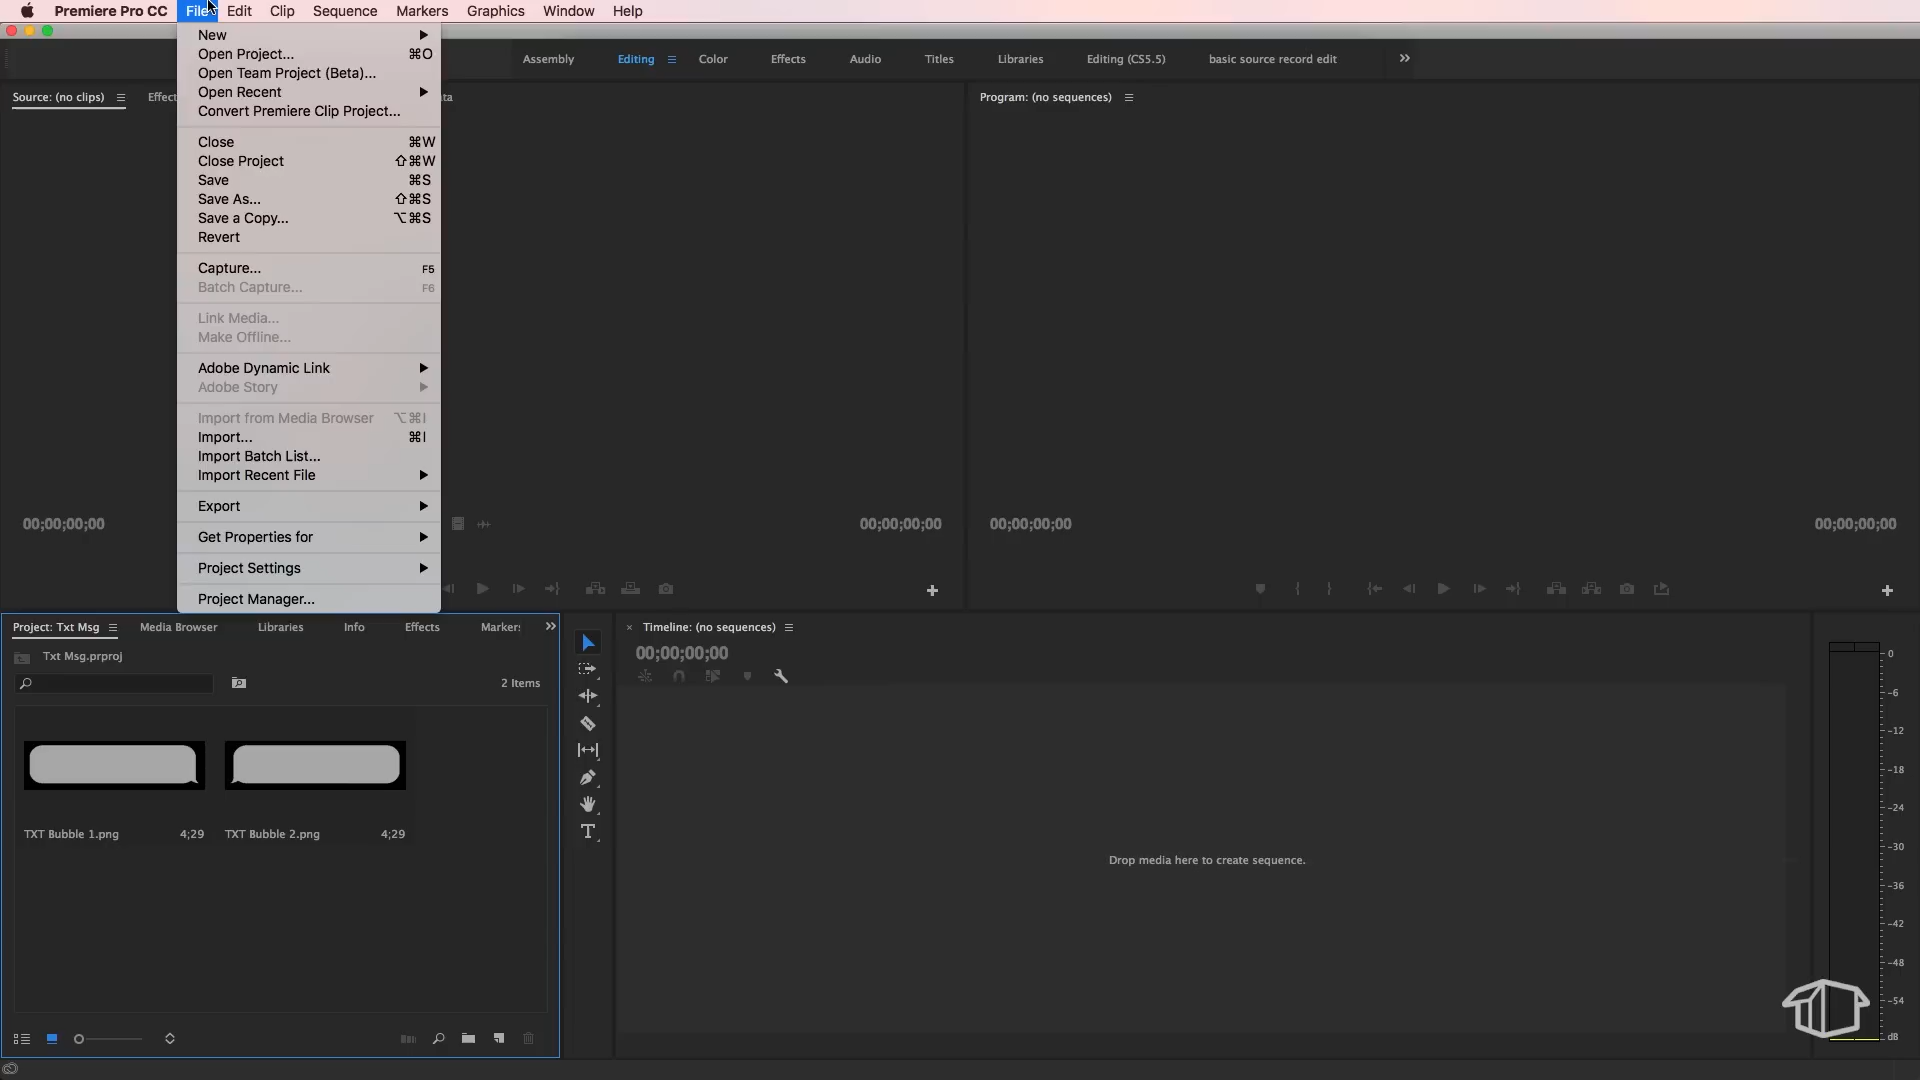 Premiere Pro CC File Edit Clip Sequence Markers Graphics Window Help
New
Open Project... ⌘O
Open Team Project (Beta)...
Open Recent
Convert Premiere Clip Project...
Close ⌘W
Close Project ⇧⌘W
Save ⌘S
Save As... ⇧⌘S
Save a Copy... ⌥⌘S
Revert
Capture... F5
Batch Capture... F6
Link Media...
Make Offline...
Adobe Dynamic Link
Adobe Story
Import from Media Browser ⌥⌘I
Import... ⌘I
Import Batch List...
Import Recent File
Export
Get Properties for
Project Settings
Project Manager...
Assembly Editing Color Effects Audio Titles Libraries Editing (CS5.5) basic source record edit
Source: (no clips) Effect ta
Program: (no sequences)
00;00;00;00 00;00;00;00 00;00;00;00 00;00;00;00
Project: Txt Msg Media Browser Libraries Info Effects Markers
Txt Msg.prproj
2 Items
TXT Bubble 1.png 4;29 TXT Bubble 2.png 4;29
Timeline: (no sequences)
00;00;00;00
Drop media here to create sequence.
0
-6
-12
-18
-24
-30
-36
-42
-48
-54
dB